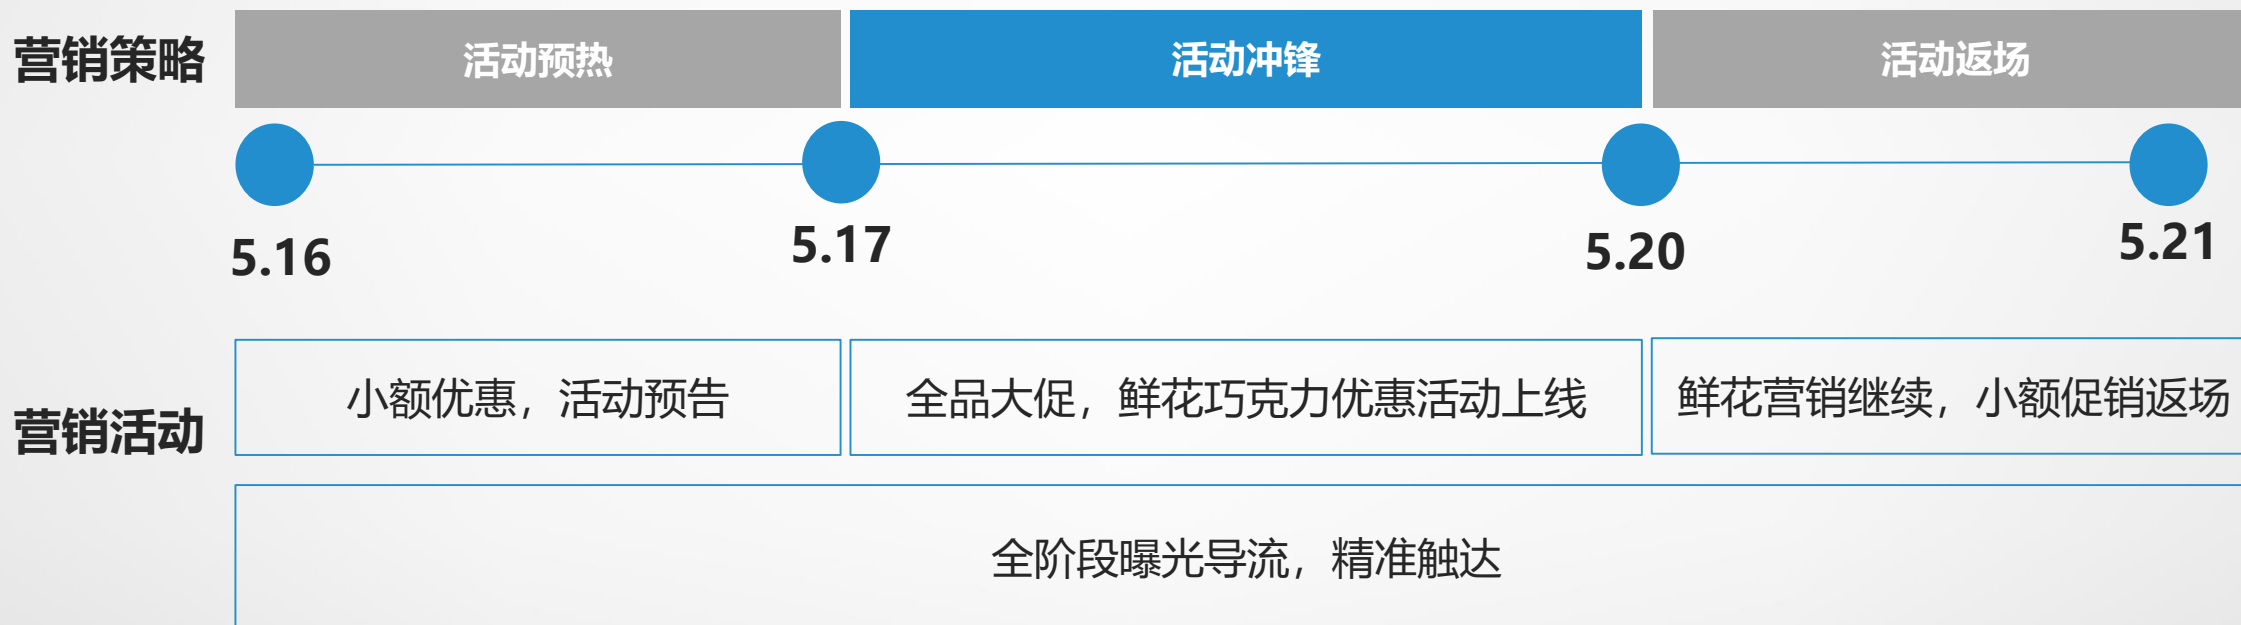 营销策略
活动预热
活动冲锋
活动返场
5.16
5.17
5.20
5.21
营销活动
小额优惠，活动预告
全品大促，鲜花巧克力优惠活动上线
鲜花营销继续，小额促销返场
全阶段曝光导流，精准触达